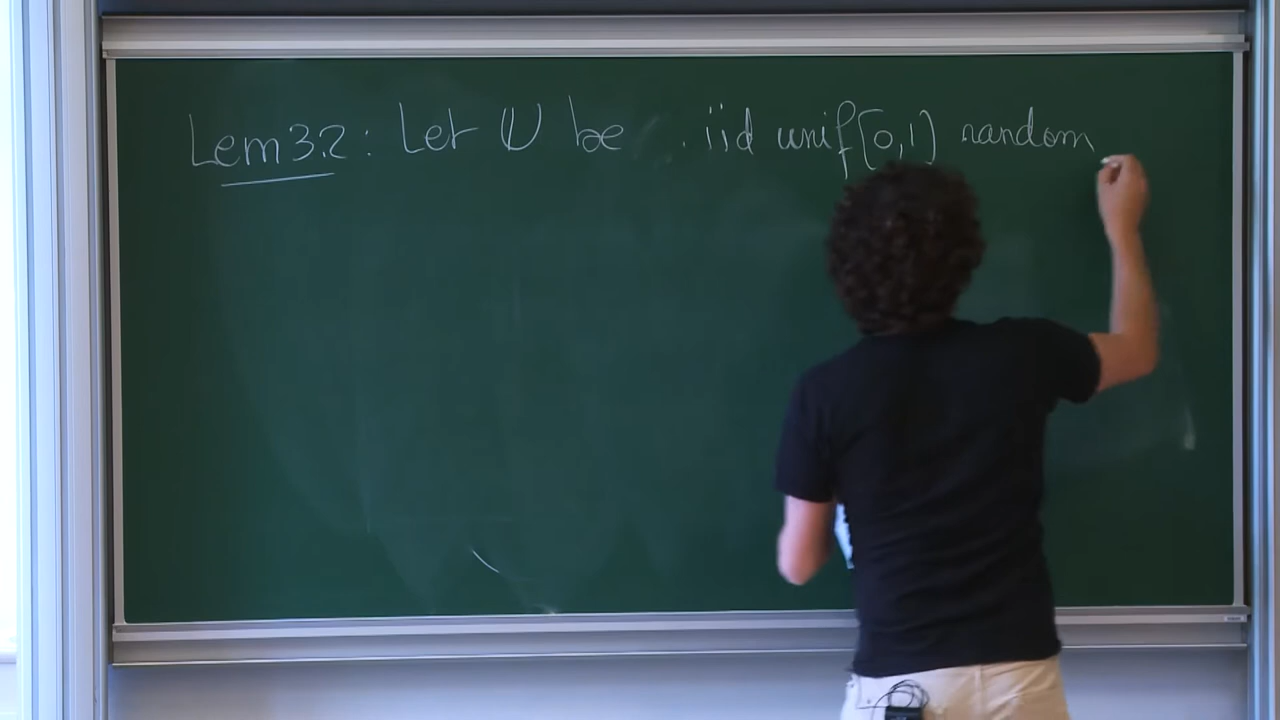 Lem 3.2: Let U be . iid unif[0,1] random